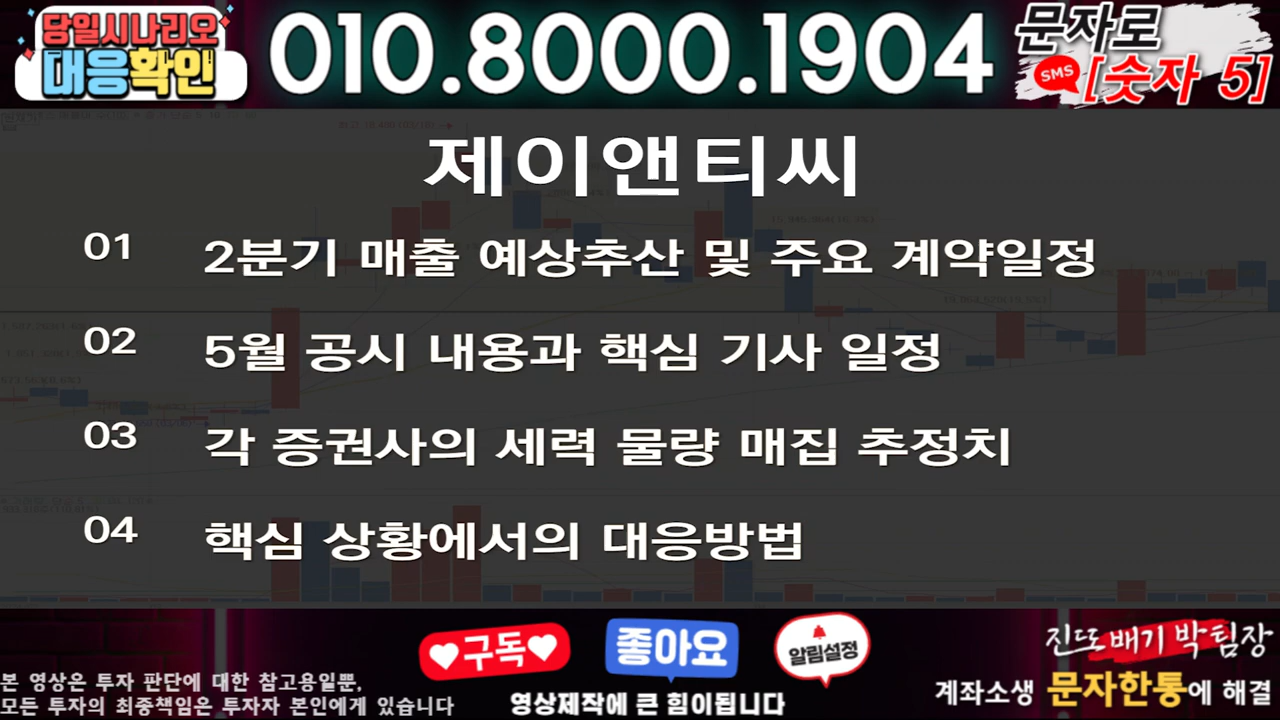 당일시나리오
대응확인
010.8000.1904
문자로
SMS
[숫자 5]
제이앤티씨
01 2분기 매출 예상추산 및 주요 계약일정
02 5월 공시 내용과 핵심 기사 일정
03 각 증권사의 세력 물량 매집 추정치
04 핵심 상황에서의 대응방법
구독
좋아요
알림설정
영상제작에 큰 힘이됩니다
본 영상은 투자 판단에 대한 참고용일뿐,
모든 투자의 최종책임은 투자자 본인에게 있습니다
진또배기 박팀장
계좌소생 문자한통에 해결